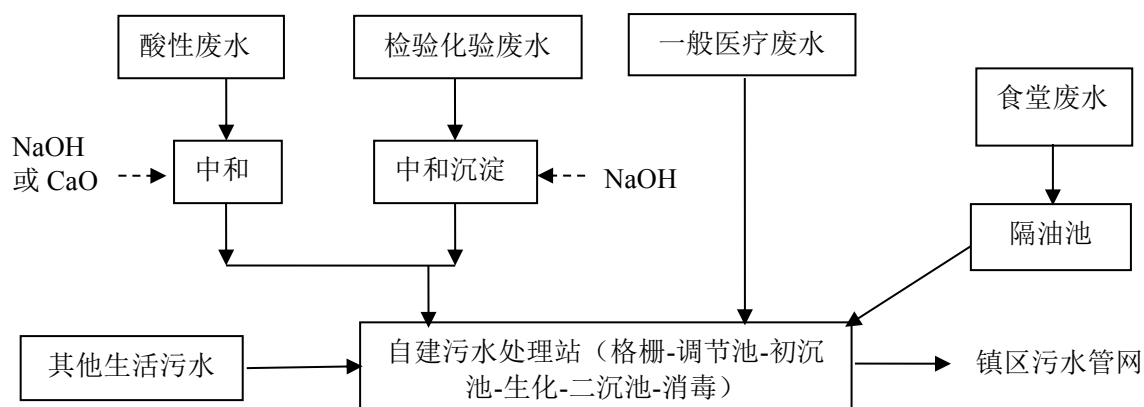 酸性废水
检验化验废水
一般医疗废水
食堂废水
NaOH
或 CaO
中和
中和沉淀
NaOH
隔油池
其他生活污水
自建污水处理站（格栅-调节池-初沉
池-生化-二沉池-消毒）
镇区污水管网